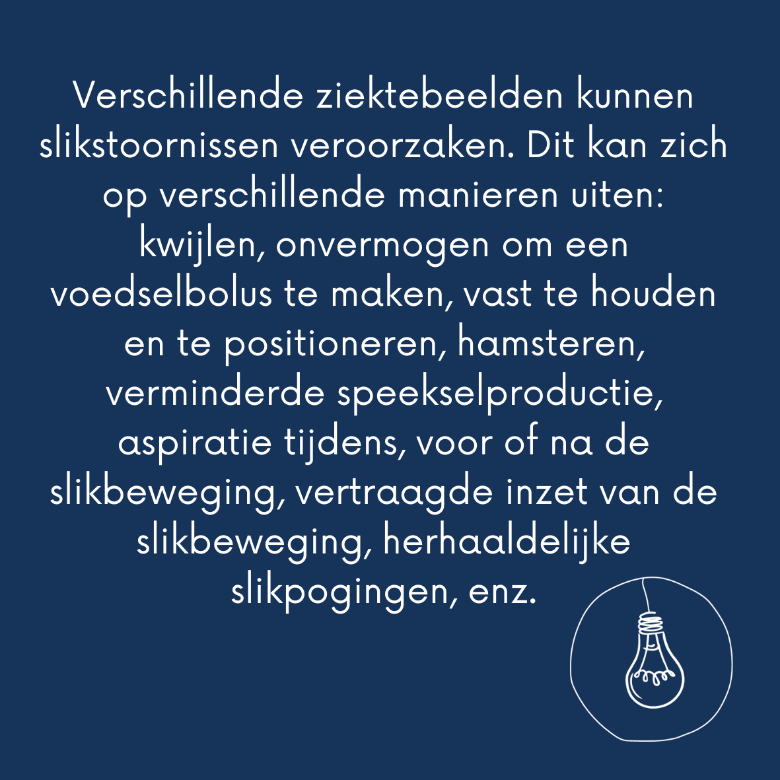 Verschillende ziektebeelden kunnen
slikstoornissen veroorzaken. Dit kan zich
op verschillende manieren uiten:
kwijlen, onvermogen om een
voedselbolus te maken, vast te houden
en te positioneren, hamsteren,
verminderde speekselproductie,
aspiratie tijdens, voor of na de
slikbeweging, vertraagde inzet van de
slikbeweging, herhaaldelijke
slikpogingen, enz.